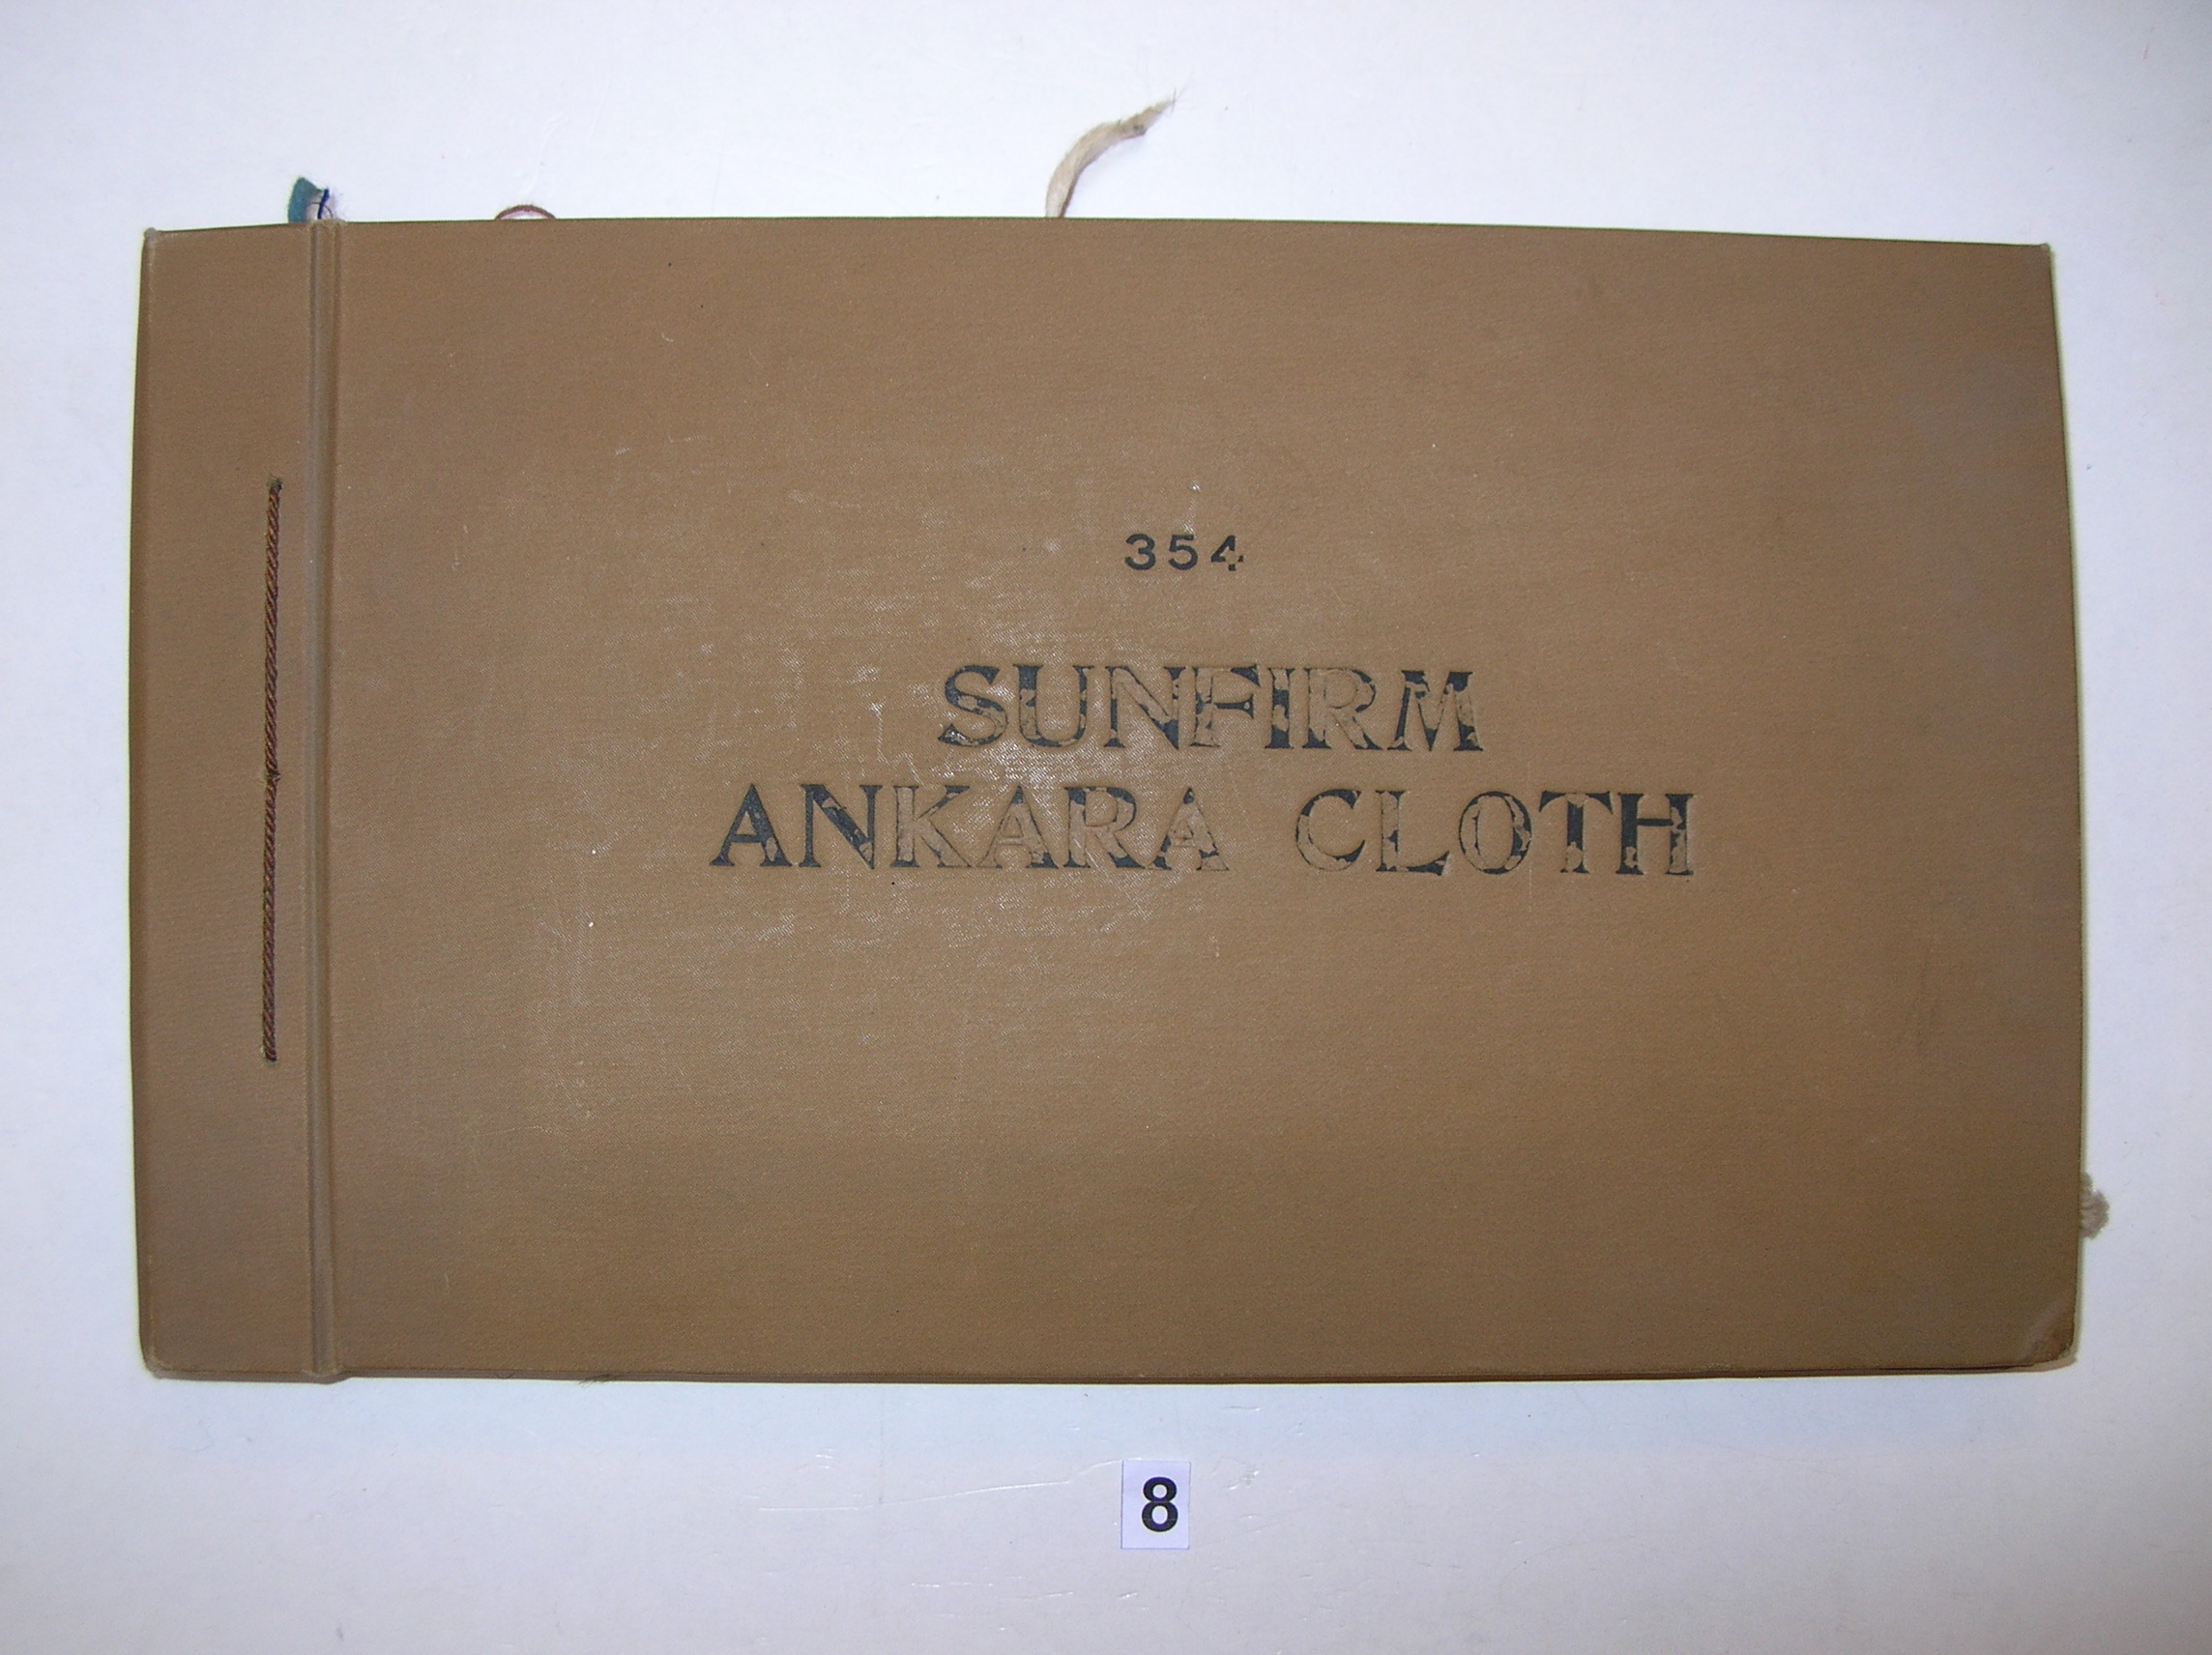 354
SUNFIRM
ANKARA CLOTH
8